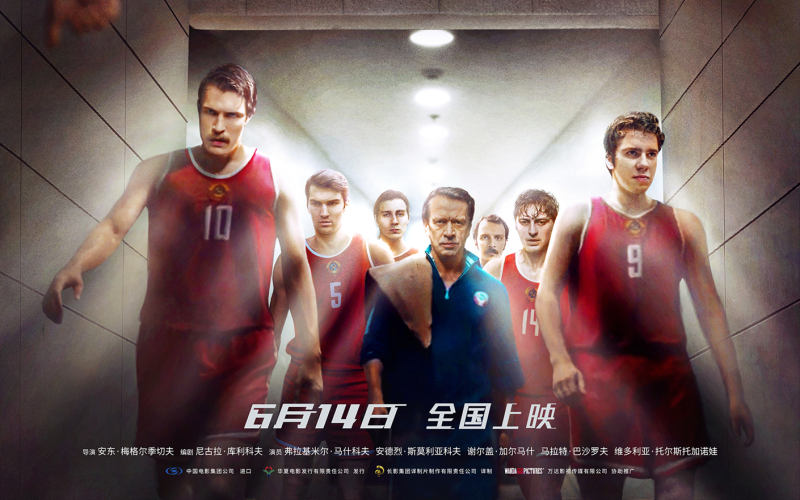 10
5
14
9
6月14日 全国上映
导演 安东·梅格尔季切夫 编剧 尼古拉·库利科夫 演员 弗拉基米尔·马什科夫 安德烈·斯莫利亚科夫 谢尔盖·加尔马什 马拉特·巴沙罗夫 维多利亚·托尔斯托加诺娃
中国电影集团公司 进口 华夏电影发行有限责任公司 发行 长影集团译制片制作有限责任公司 译制 WANDA PICTURES 万达影视传媒有限公司 协助推广